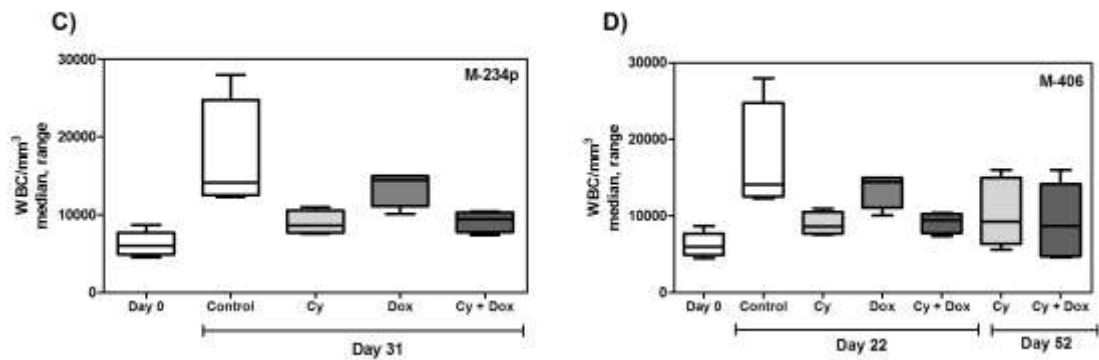 C)
WBC/mm³
median, range
30000
20000
10000
0
M-234p
Day 0 Control Cy Dox Cy + Dox
Day 31
D)
WBC/mm³
median, range
30000
20000
10000
0
M-406
Day 0 Control Cy Dox Cy + Dox Cy Cy + Dox
Day 22 Day 52